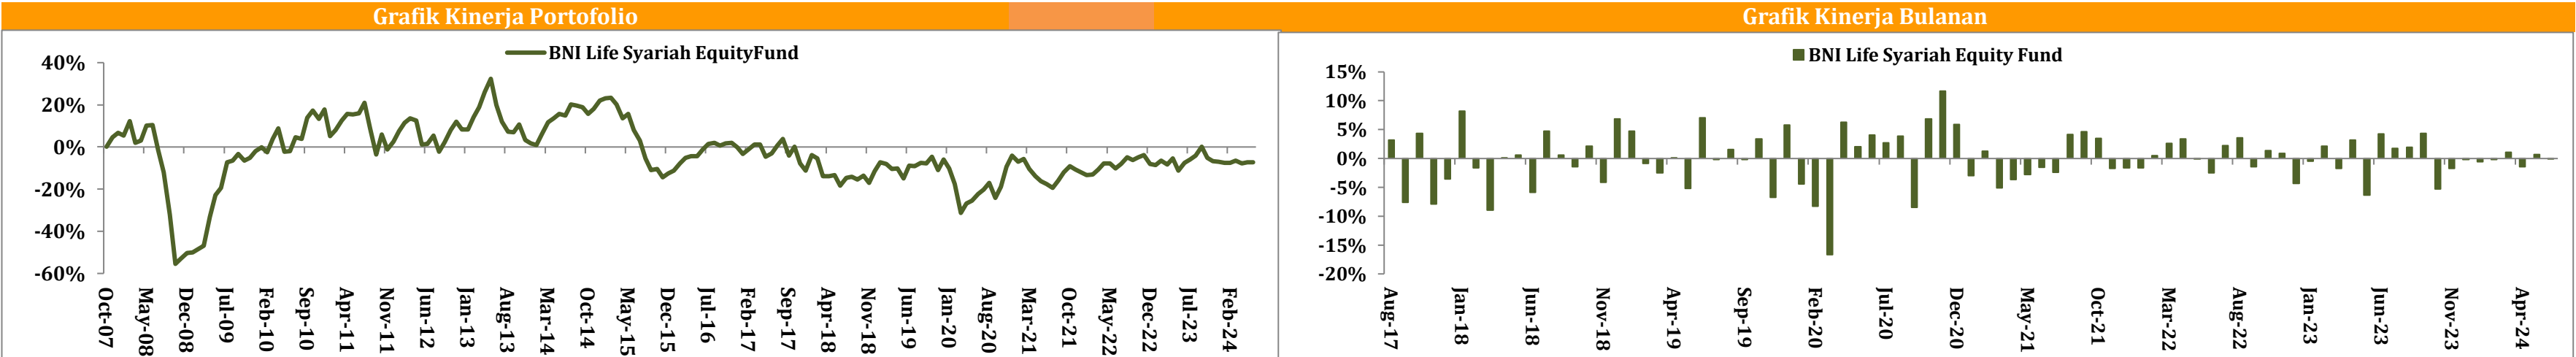 Grafik Kinerja Portofolio
BNI Life Syariah EquityFund
40%
20%
0%
-20%
-40%
-60%
Oct-07 May-08 Dec-08 Jul-09 Feb-10 Sep-10 Apr-11 Nov-11 Jun-12 Jan-13 Aug-13 Mar-14 Oct-14 May-15 Dec-15 Jul-16 Feb-17 Sep-17 Apr-18 Nov-18 Jun-19 Jan-20 Aug-20 Mar-21 Oct-21 May-22 Dec-22 Jul-23 Feb-24
Grafik Kinerja Bulanan
BNI Life Syariah Equity Fund
15%
10%
5%
0%
-5%
-10%
-15%
-20%
Aug-17 Jan-18 Jun-18 Nov-18 Apr-19 Sep-19 Feb-20 Jul-20 Dec-20 May-21 Oct-21 Mar-22 Aug-22 Jan-23 Jun-23 Nov-23 Apr-24